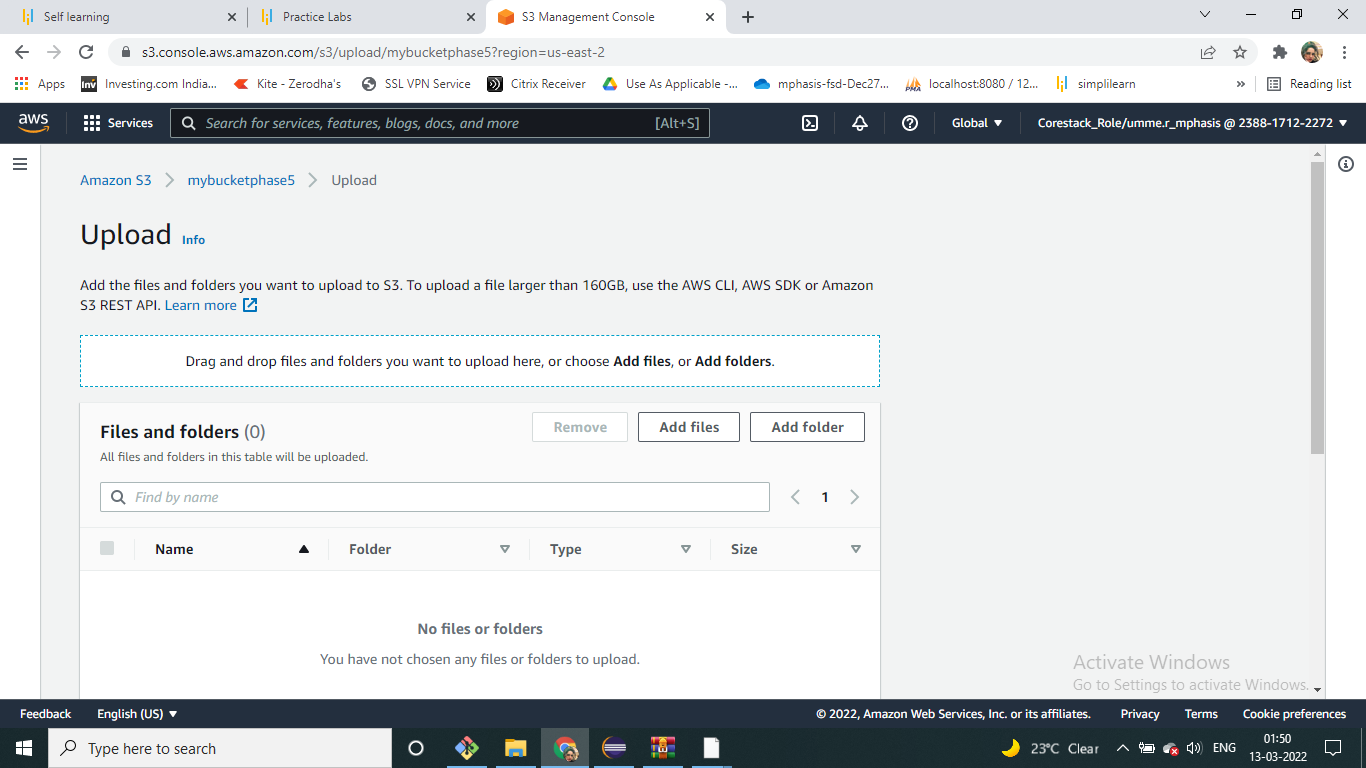 Self learning
Practice Labs
S3 Management Console
s3.console.aws.amazon.com/s3/upload/mybucketphase5?region=us-east-2
Apps
inv Investing.com India...
Kite - Zerodha's
SSL VPN Service
Citrix Receiver
Use As Applicable -...
mphasis-fsd-Dec27...
localhost:8080 / 12...
simplilearn
»
Reading list
aws
Services
Search for services, features, blogs, docs, and more [Alt+S]
Global
Corestack_Role/umme.r_mphasis @ 2388-1712-2272
Amazon S3 > mybucketphase5 > Upload
Upload Info
Add the files and folders you want to upload to S3. To upload a file larger than 160GB, use the AWS CLI, AWS SDK or Amazon
S3 REST API. Learn more
Drag and drop files and folders you want to upload here, or choose Add files, or Add folders.
Files and folders (0)
Remove
Add files
Add folder
All files and folders in this table will be uploaded.
Find by name
1
Name
Folder
Type
Size
No files or folders
You have not chosen any files or folders to upload.
Activate Windows
Go to Settings to activate Windows.
Feedback
English (US)
© 2022, Amazon Web Services, Inc. or its affiliates.
Privacy
Terms
Cookie preferences
Type here to search
23°C Clear
ENG
01:50
13-03-2022